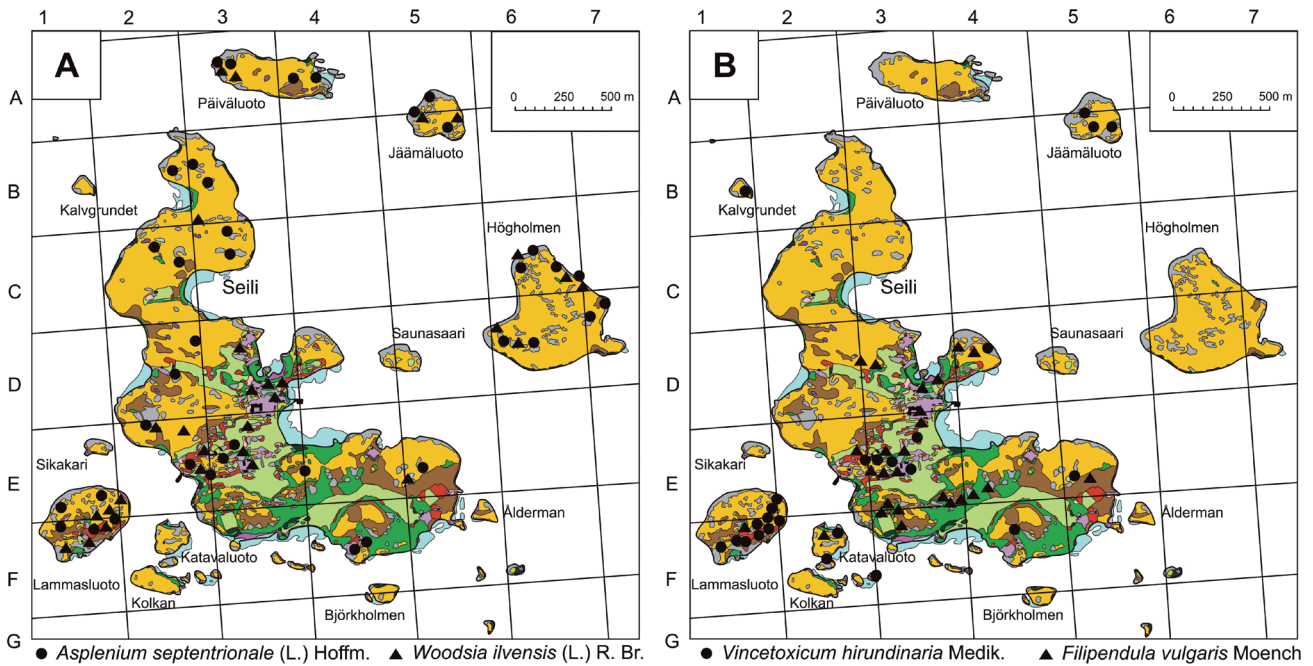 1 2 3 4 5 6 7
A
Päiväluoto
0 250 500 m
A
Jäämäluoto
B
Kalvgrundet
Högholmen
C
Seili
Saunasaari
D
Sikakari
E
Ålderman
Katavaluoto
Lammasluoto
F
Kolkan
Björkholmen
G
● Asplenium septentrionale (L.) Hoffm. ▲ Woodsia ilvensis (L.) R. Br.
1 2 3 4 5 6 7
B
Päiväluoto
0 250 500 m
A
Jäämäluoto
B
Kalvgrundet
Högholmen
C
Seili
Saunasaari
D
Sikakari
E
Ålderman
Katavaluoto
Lammasluoto
F
Kolkan
Björkholmen
G
● Vincetoxicum hirundinaria Medik. ▲ Filipendula vulgaris Moench